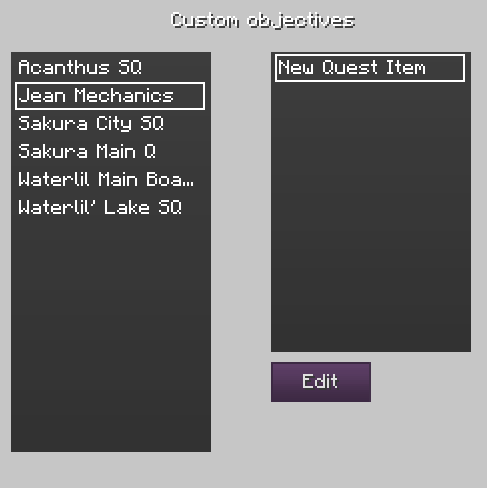 Custom objectives
Acanthus SQ
Jean Mechanics
Sakura City SQ
Sakura Main Q
Waterlil Main Boa...
Waterlil' Lake SQ
New Quest Item
Edit